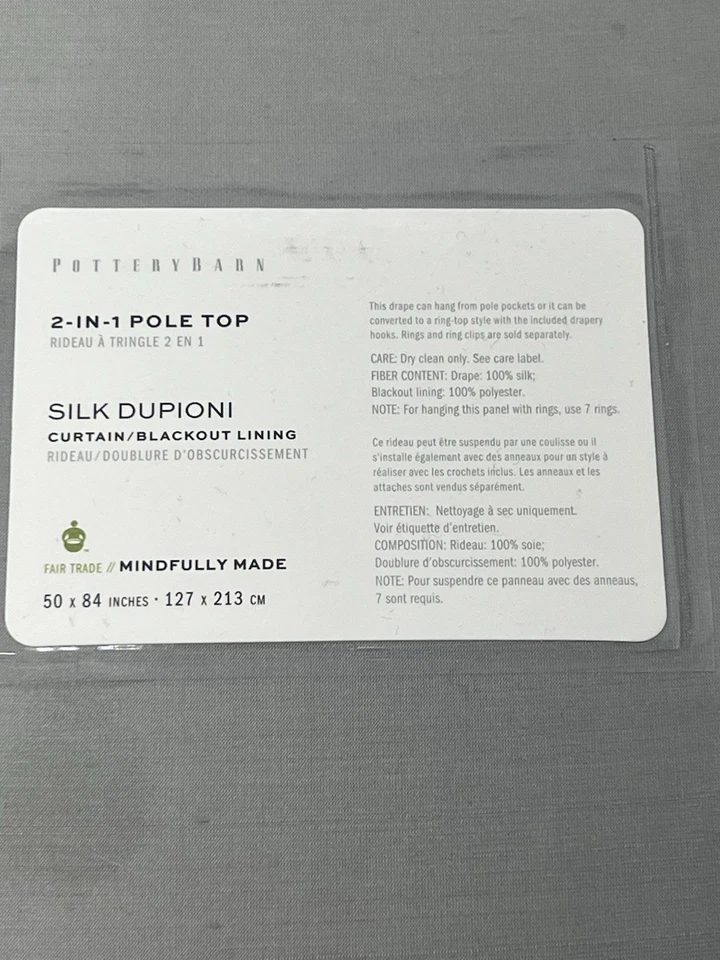 POTTERY BARN
2-IN-1 POLE TOP
RIDEAU À TRINGLE 2 EN 1
SILK DUPIONI
CURTAIN/BLACKOUT LINING
RIDEAU/DOUBLURE D'OBSCURCISSEMENT
FAIR TRADE // MINDFULLY MADE
50 x 84 INCHES · 127 x 213 CM
This drape can hang from pole pockets or it can be
converted to a ring-top style with the included drapery
hooks. Rings and ring clips are sold separately.
CARE: Dry clean only. See care label.
FIBER CONTENT: Drape: 100% silk;
Blackout lining: 100% polyester.
NOTE: For hanging this panel with rings, use 7 rings.
Ce rideau peut être suspendu par une coulisse ou il
s'installe également avec des anneaux pour un style à
réaliser avec les crochets inclus. Les anneaux et les
attaches sont vendus séparément.
ENTRETIEN: Nettoyage à sec uniquement.
Voir étiquette d'entretien.
COMPOSITION: Rideau: 100% soie;
Doublure d'obscurcissement: 100% polyester.
NOTE: Pour suspendre ce panneau avec des anneaus,
7 sont requis.